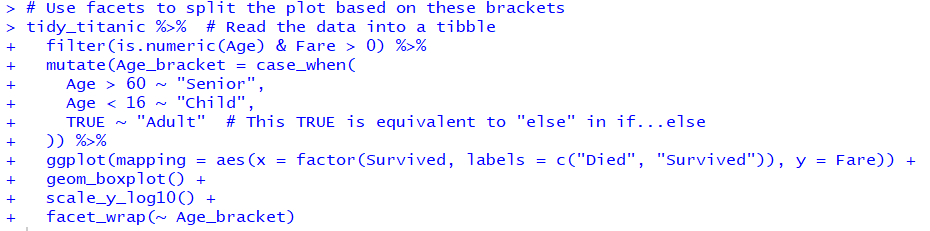 > # Use facets to split the plot based on these brackets
> tidy_titanic %>%  # Read the data into a tibble
+   filter(is.numeric(Age) & Fare > 0) %>%
+   mutate(Age_bracket = case_when(
+     Age > 60 ~ "Senior",
+     Age < 16 ~ "Child",
+     TRUE ~ "Adult"  # This TRUE is equivalent to "else" in if...else
+   )) %>%
+   ggplot(mapping = aes(x = factor(Survived, labels = c("Died", "Survived")), y = Fare)) +
+   geom_boxplot() +
+   scale_y_log10() +
+   facet_wrap(~ Age_bracket)